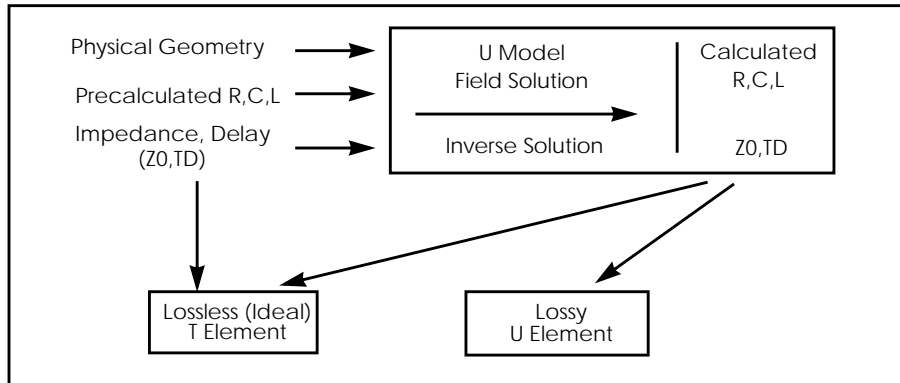 Physical Geometry
Precalculated R,C,L
Impedance, Delay
(Z0,TD)
U Model
Field Solution
Inverse Solution
Calculated
R,C,L
Z0,TD
Lossless (Ideal)
T Element
Lossy
U Element